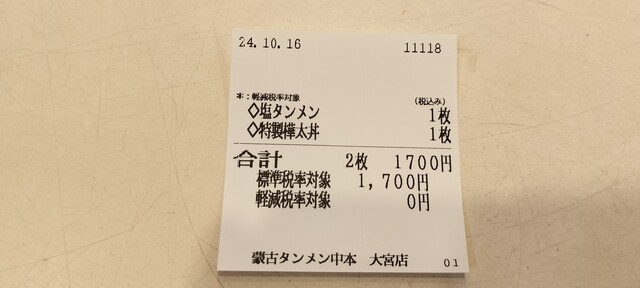 24.10.16 11118
*:軽減税率対象 (税込み)
◇塩タンメン 1枚
◇特製樺太丼 1枚
合計 2枚 1700円
標準税率対象 1,700円
軽減税率対象 0円
蒙古タンメン中本 大宮店 01